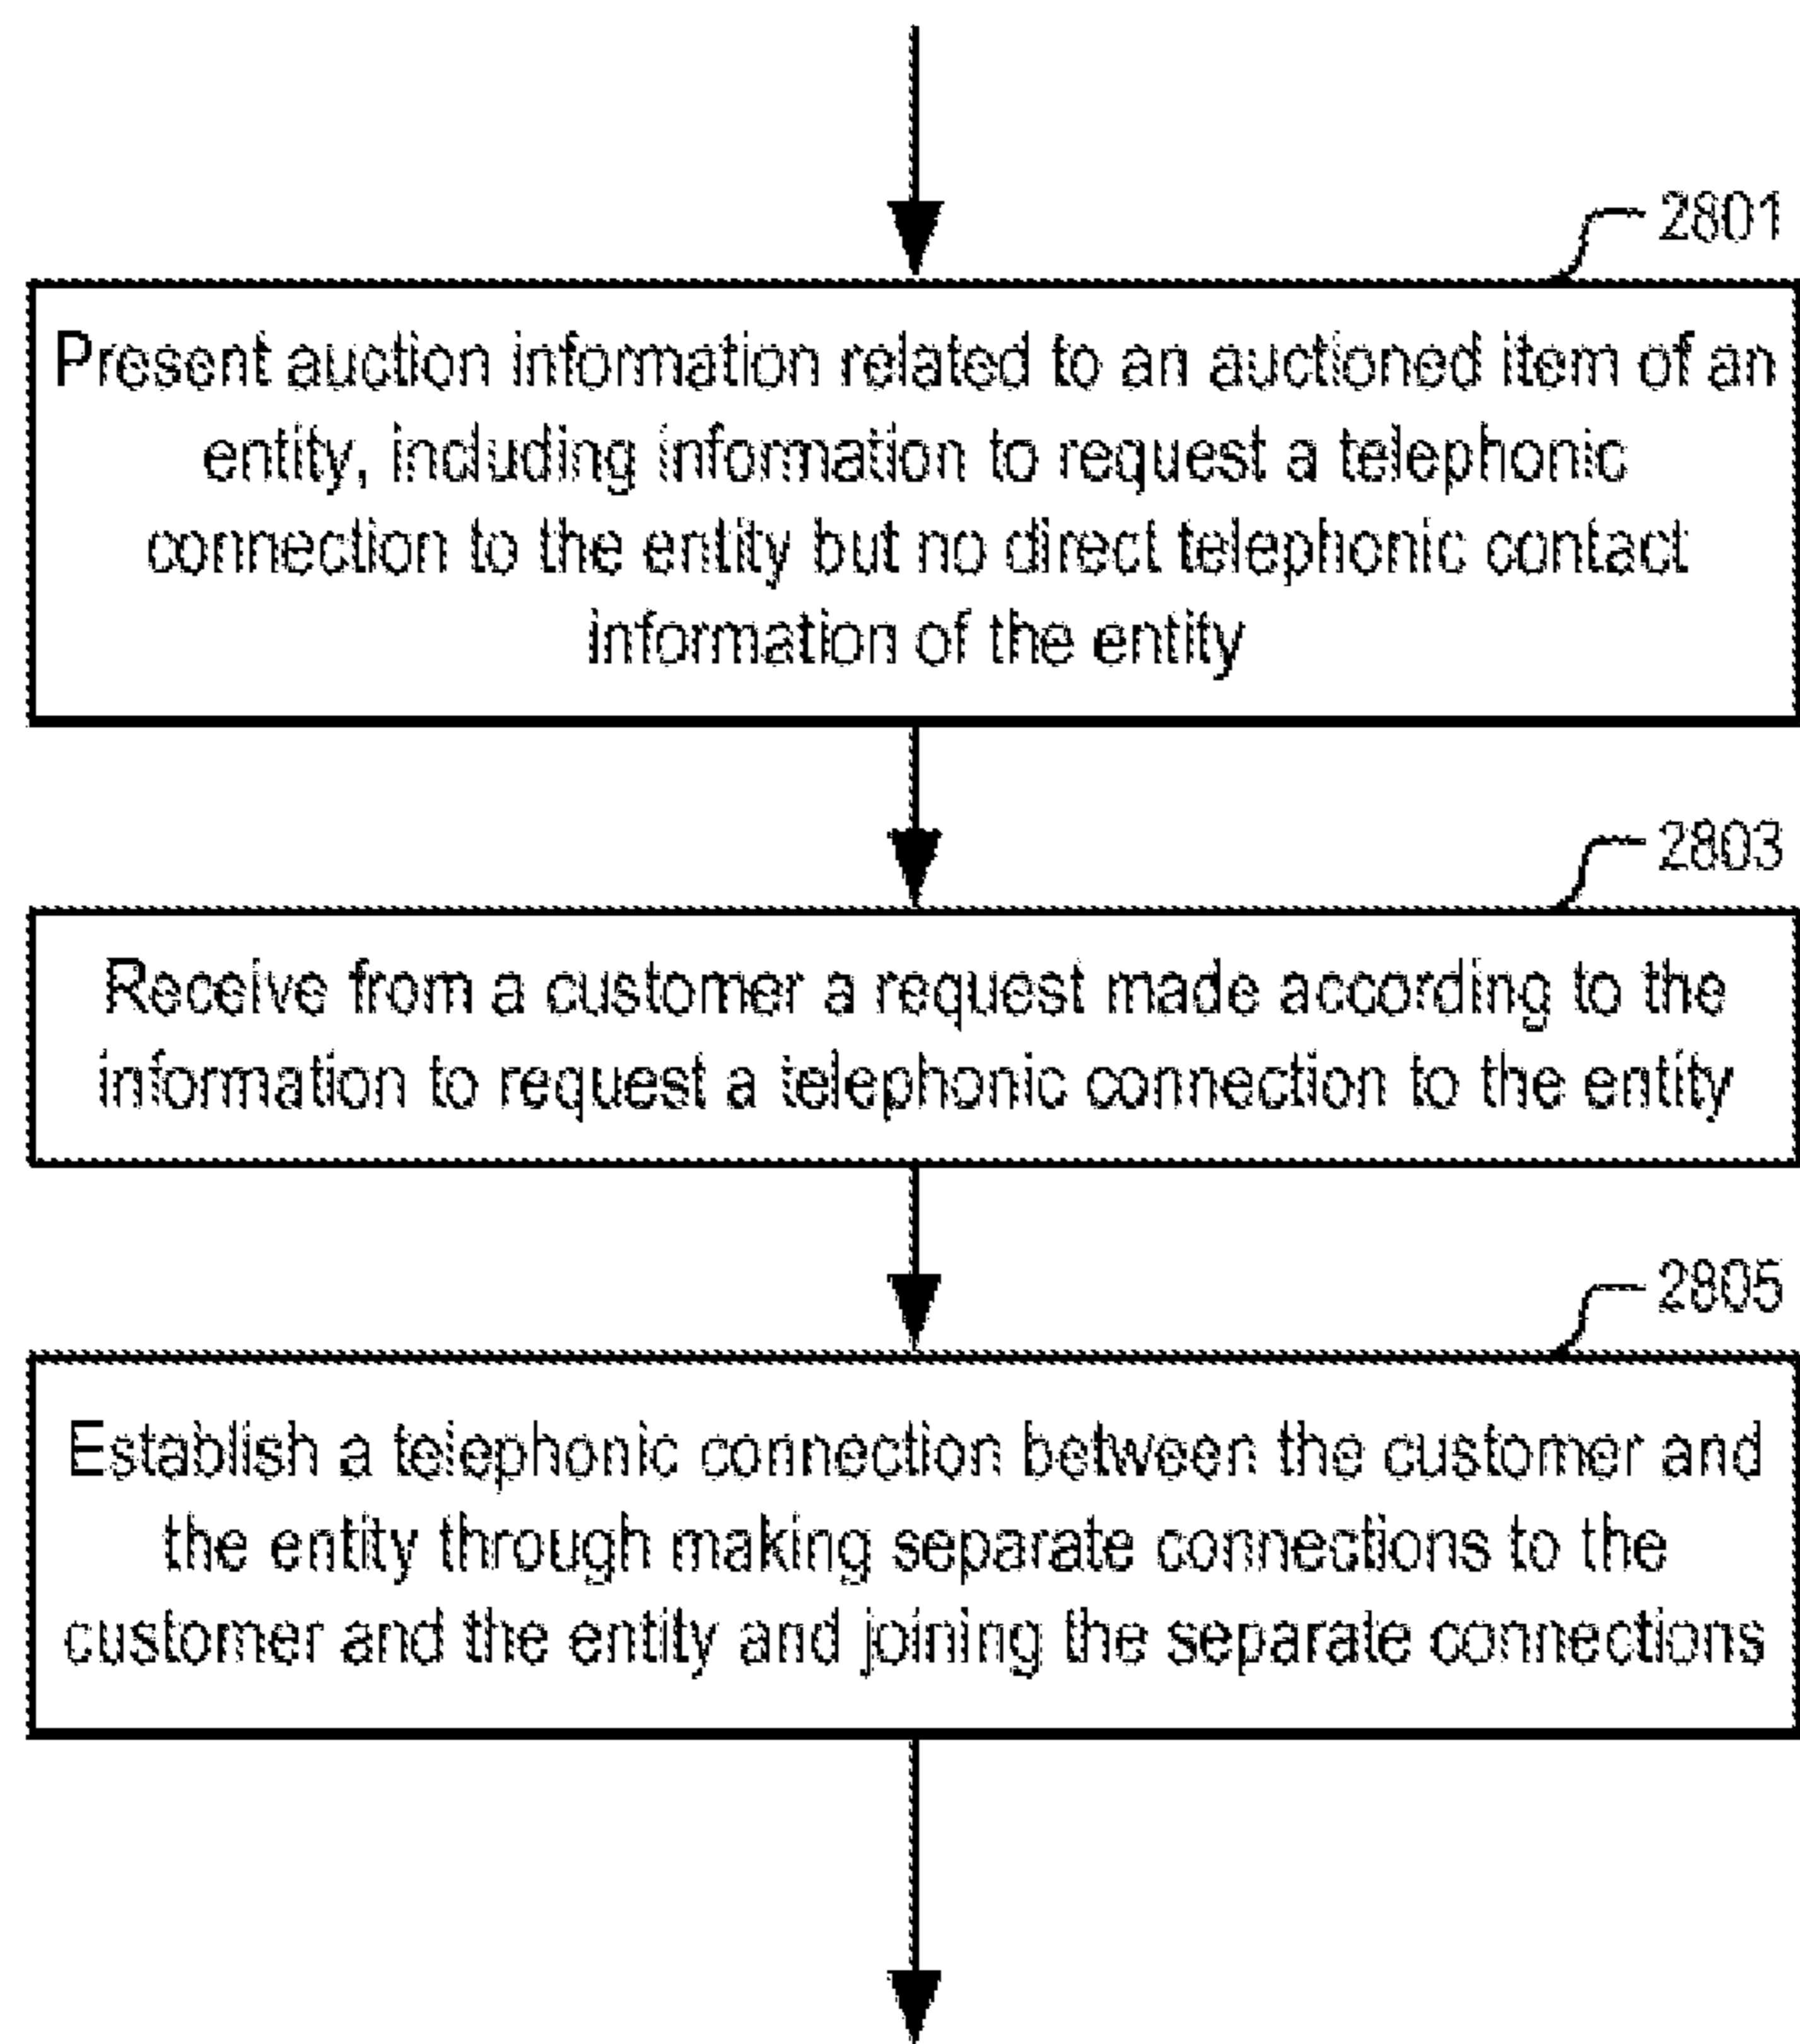 2801
Present auction information related to an auctioned item of an
entity, including information to request a telephonic
connection to the entity but no direct telephonic contact
information of the entity
2803
Receive from a customer a request made according to the
information to request a telephonic connection to the entity
2805
Establish a telephonic connection between the customer and
the entity through making separate connections to the
customer and the entity and joining the separate connections